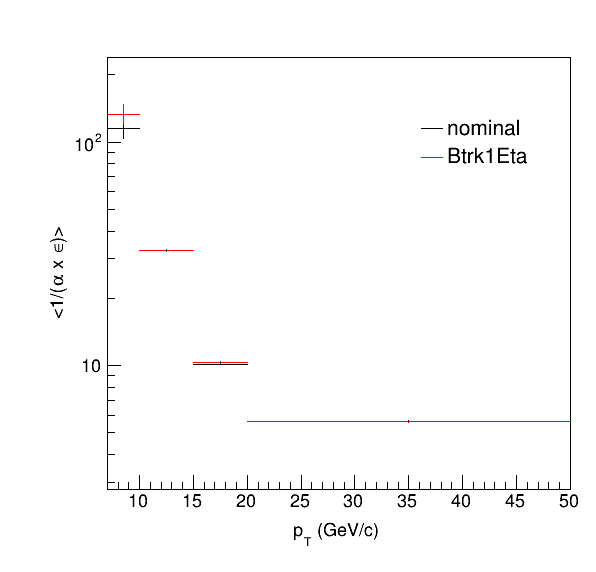 nominal
Btrk1Eta
10²
10
<1/(α x ε)>
10 15 20 25 30 35 40 45 50
p_T (GeV/c)